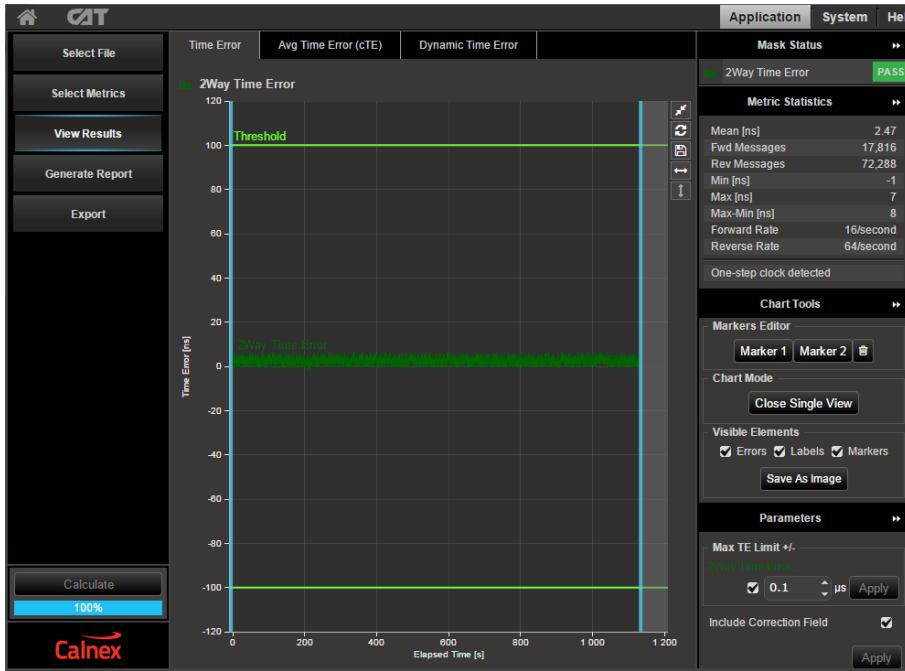 CAT
Application System He
Select File
Select Metrics
View Results
Generate Report
Export
Calculate
100%
Calnex
Time Error Avg Time Error (cTE) Dynamic Time Error
2Way Time Error
120
Threshold
100
80
60
40
20
2Way Time Error
0
-20
-40
-60
-80
-100
-120
Time Error [ns]
0 200 400 600 800 1 000 1 200
Elapsed Time [s]
Mask Status
2Way Time Error PASS
Metric Statistics
Mean [ns] 2.47
Fwd Messages 17,816
Rev Messages 72,288
Min [ns] -1
Max [ns] 7
Max-Min [ns] 8
Forward Rate 16/second
Reverse Rate 64/second
One-step clock detected
Chart Tools
Markers Editor
Marker 1 Marker 2
Chart Mode
Close Single View
Visible Elements
Errors Labels Markers
Save As Image
Parameters
Max TE Limit +/-
2Way Time Error
0.1 µs Apply
Include Correction Field
Apply